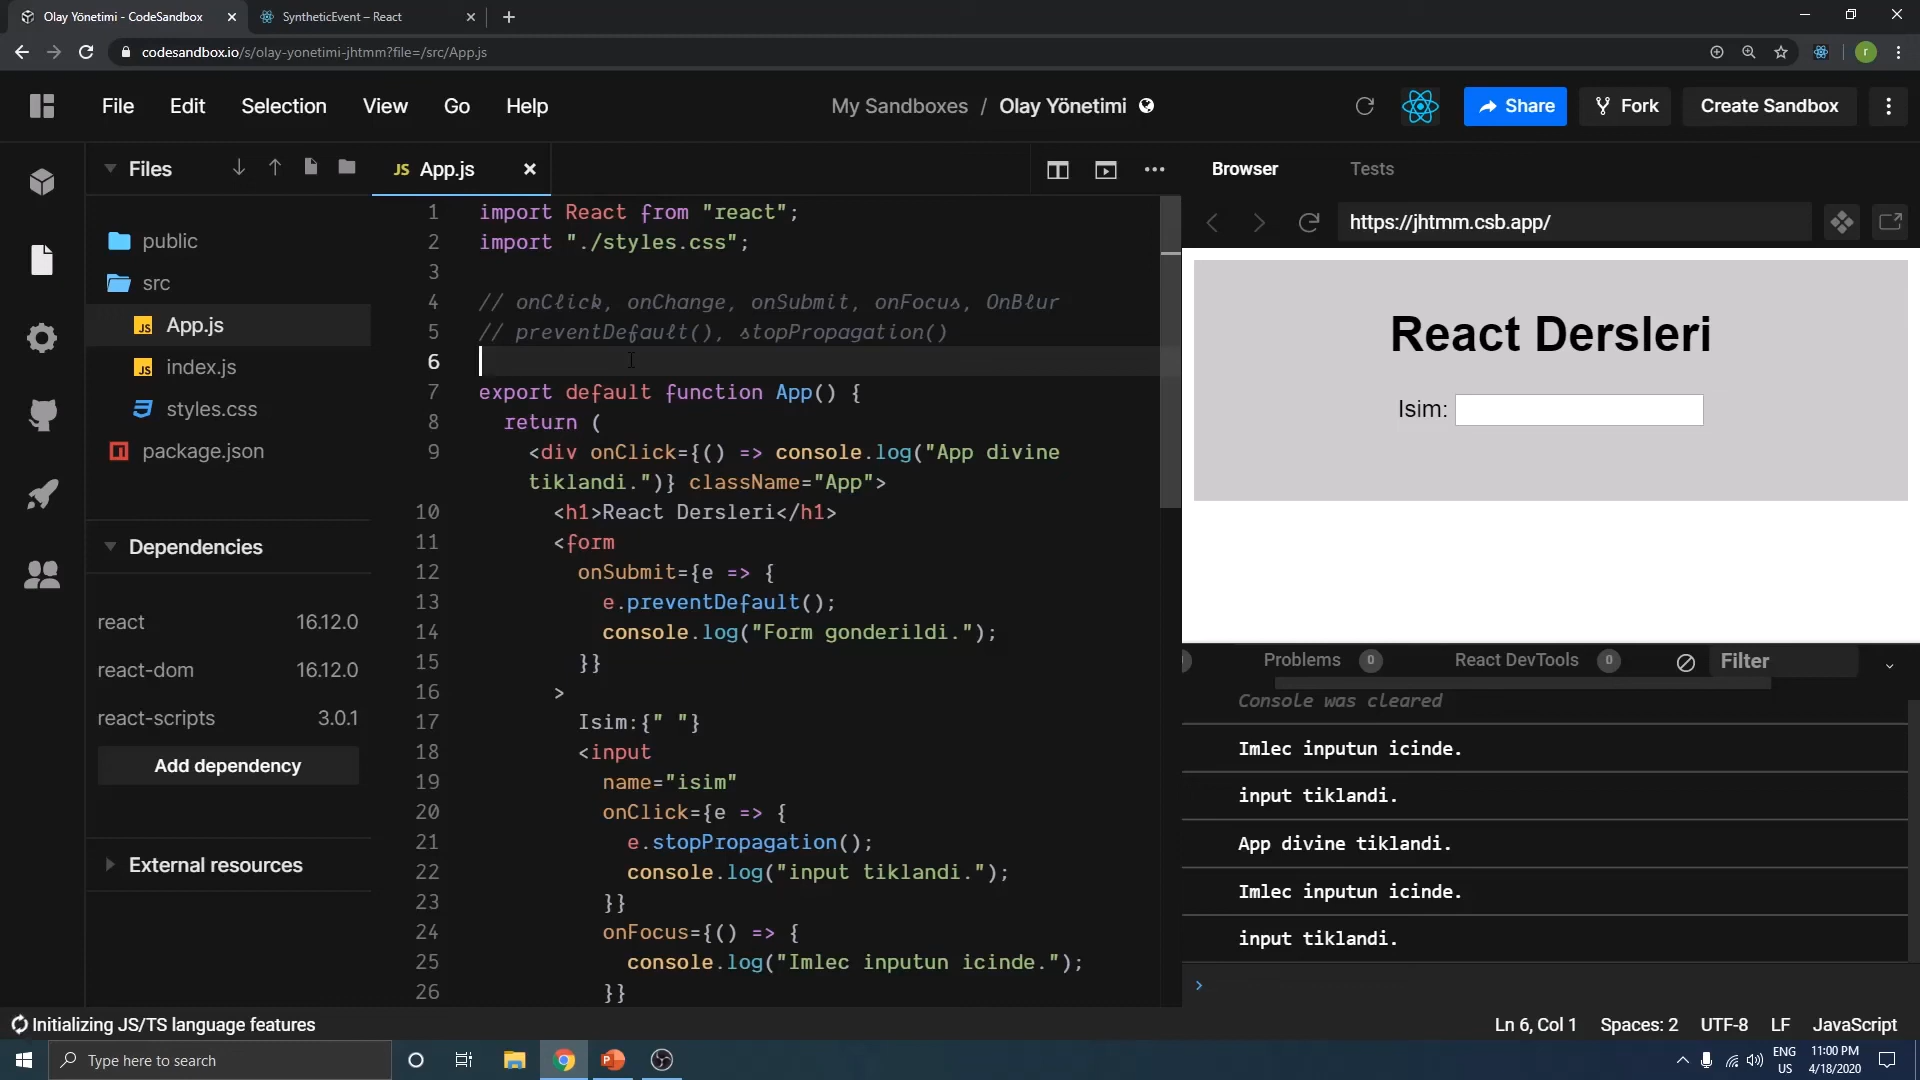 Olay Yönetimi - CodeSandbox
SyntheticEvent – React
codesandbox.io/s/olay-yonetimi-jhtmm?file=/src/App.js
r
File Edit Selection View Go Help
My Sandboxes / Olay Yönetimi
Share
Fork
Create Sandbox
Files
public
src
JS App.js
JS index.js
styles.css
package.json
Dependencies
react 16.12.0
react-dom 16.12.0
react-scripts 3.0.1
Add dependency
External resources
JS App.js
1 import React from "react";
2 import "./styles.css";
3
4 // onClick, onChange, onSubmit, onFocus, OnBlur
5 // preventDefault(), stopPropagation()
6
7 export default function App() {
8 return (
9 <div onClick={() => console.log("App divine
tiklandi.")} className="App">
10 <h1>React Dersleri</h1>
11 <form
12 onSubmit={e => {
13 e.preventDefault();
14 console.log("Form gonderildi.");
15 }}
16 >
17 Isim:{" "}
18 <input
19 name="isim"
20 onClick={e => {
21 e.stopPropagation();
22 console.log("input tiklandi.");
23 }}
24 onFocus={() => {
25 console.log("Imlec inputun icinde.");
26 }}
Browser Tests
https://jhtmm.csb.app/
React Dersleri
Isim:
Problems 0 React DevTools 0 Filter
Console was cleared
Imlec inputun icinde.
input tiklandi.
App divine tiklandi.
Imlec inputun icinde.
input tiklandi.
Initializing JS/TS language features
Ln 6, Col 1 Spaces: 2 UTF-8 LF JavaScript
Type here to search
ENG
US
11:00 PM
4/18/2020